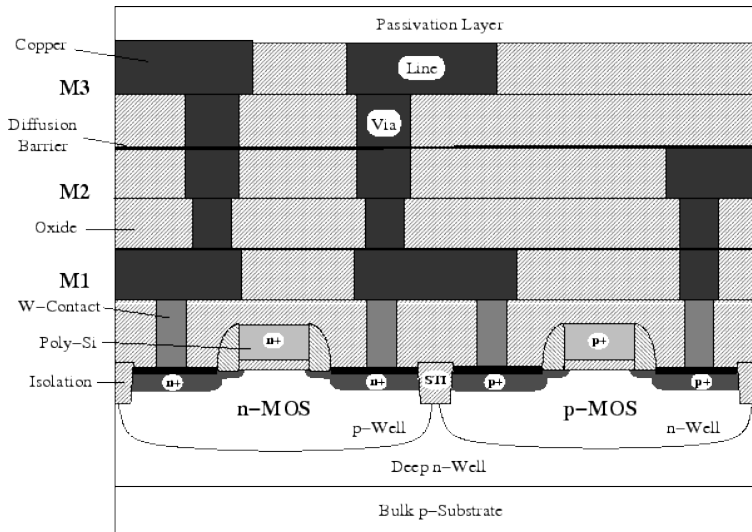 Passivation Layer
Copper
Line
M3
Via
Diffusion
Barrier
M2
Oxide
M1
W-Contact
Poly-Si
n+
p+
Isolation
n+
n+
STI
p+
p+
n-MOS
p-MOS
p-Well
n-Well
Deep n-Well
Bulk p-Substrate